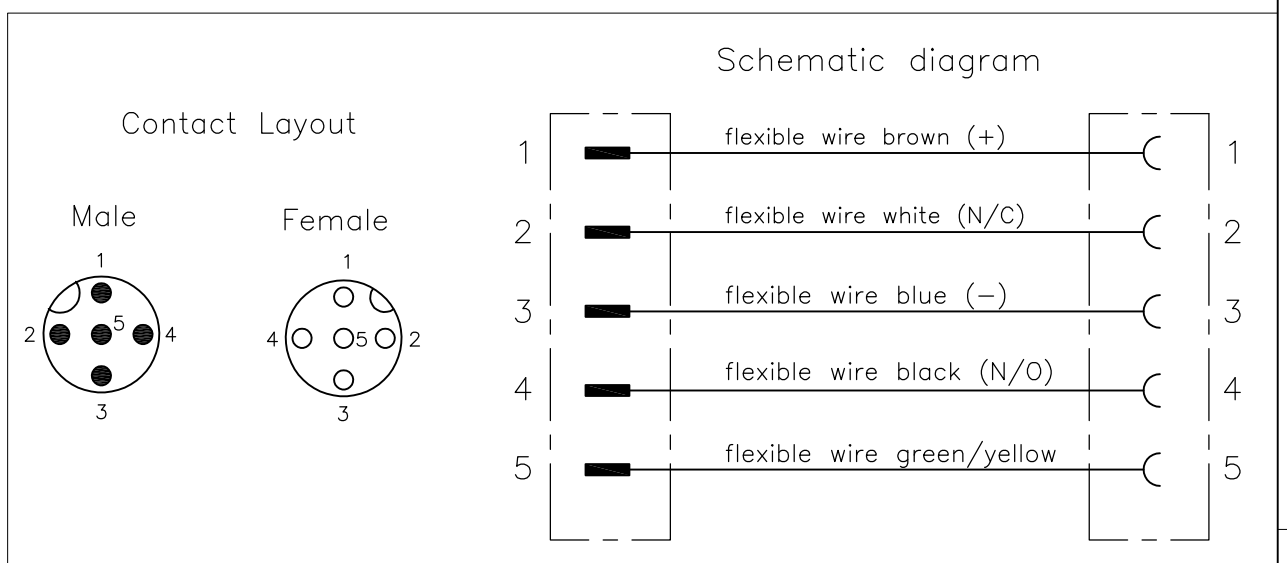 Schematic diagram
Contact Layout
Male
1
2 5 4
3
Female
1
4 5 2
3
1 flexible wire brown (+) 1
2 flexible wire white (N/C) 2
3 flexible wire blue (−) 3
4 flexible wire black (N/O) 4
5 flexible wire green/yellow 5